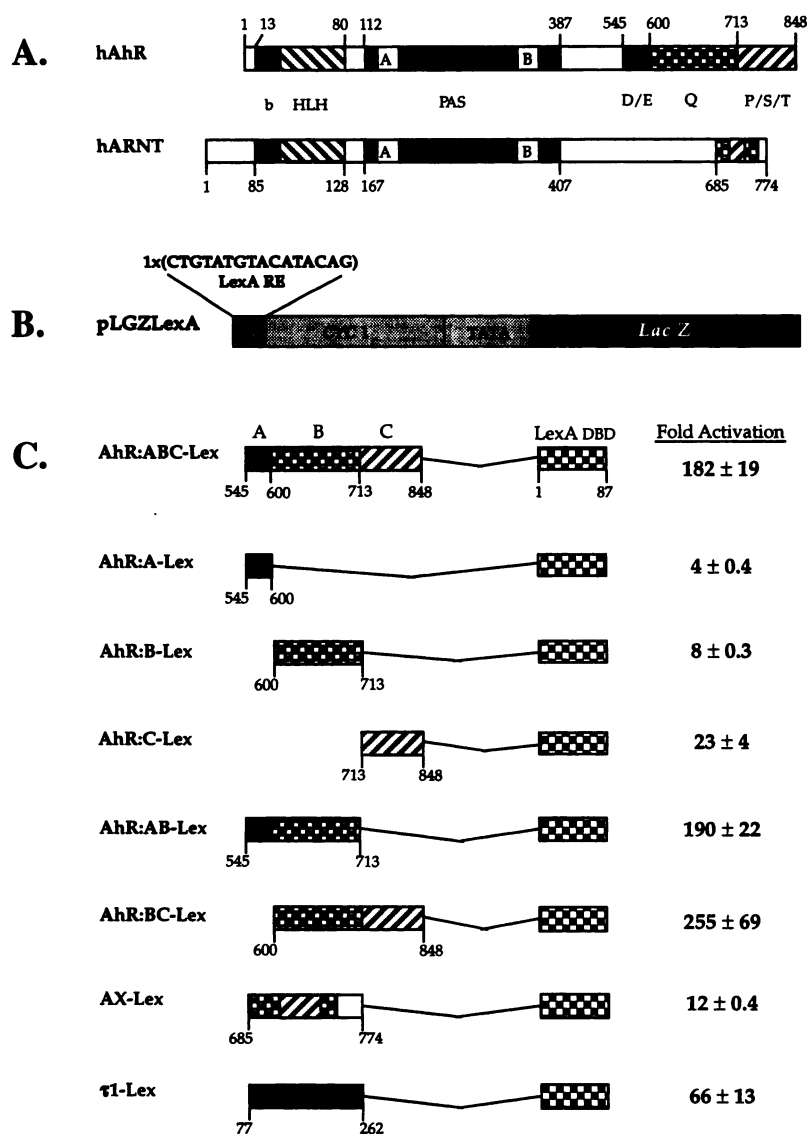 A.
1 13 80 112 387 545 600 713 848
hAhR
A B
b HLH PAS D/E Q P/S/T
hARNT
A B
1 85 128 167 407 685 774
1x(CTGTATGTACATACAG)
LexA RE
B.
pLGZLexA
TATA
Lac Z
C.
A B C LexA DBD Fold Activation
AhR:ABC-Lex
182 ± 19
545 600 713 848 1 87
AhR:A-Lex
4 ± 0.4
545 600
AhR:B-Lex
8 ± 0.3
600 713
AhR:C-Lex
23 ± 4
713 848
AhR:AB-Lex
190 ± 22
545 713
AhR:BC-Lex
255 ± 69
600 848
AX-Lex
12 ± 0.4
685 774
τ1-Lex
66 ± 13
77 262